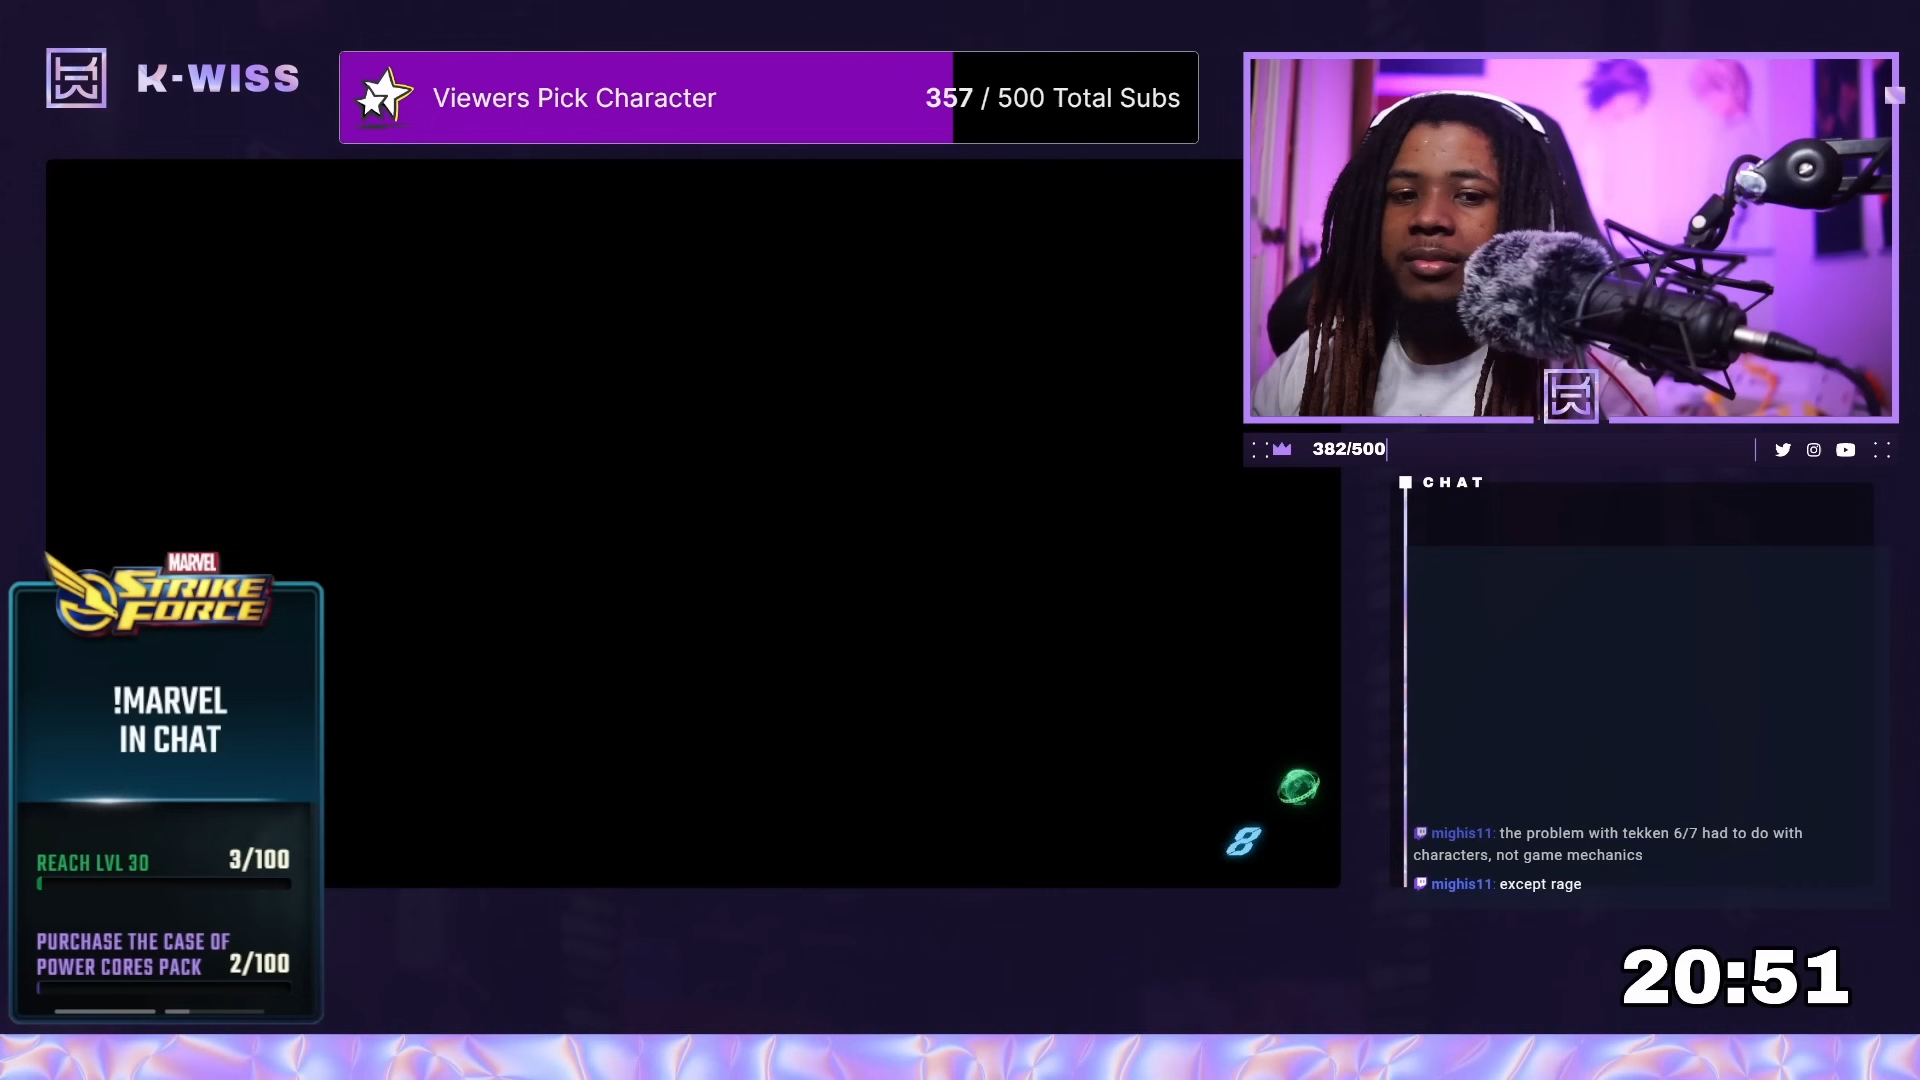 K-WISS
Viewers Pick Character
357 / 500 Total Subs
382/500
CHAT
MARVEL
STRIKE
FORCE
!MARVEL
IN CHAT
REACH LVL 30
3/100
PURCHASE THE CASE OF
POWER CORES PACK
2/100
8
mighis11: the problem with tekken 6/7 had to do with
characters, not game mechanics
mighis11: except rage
20:51